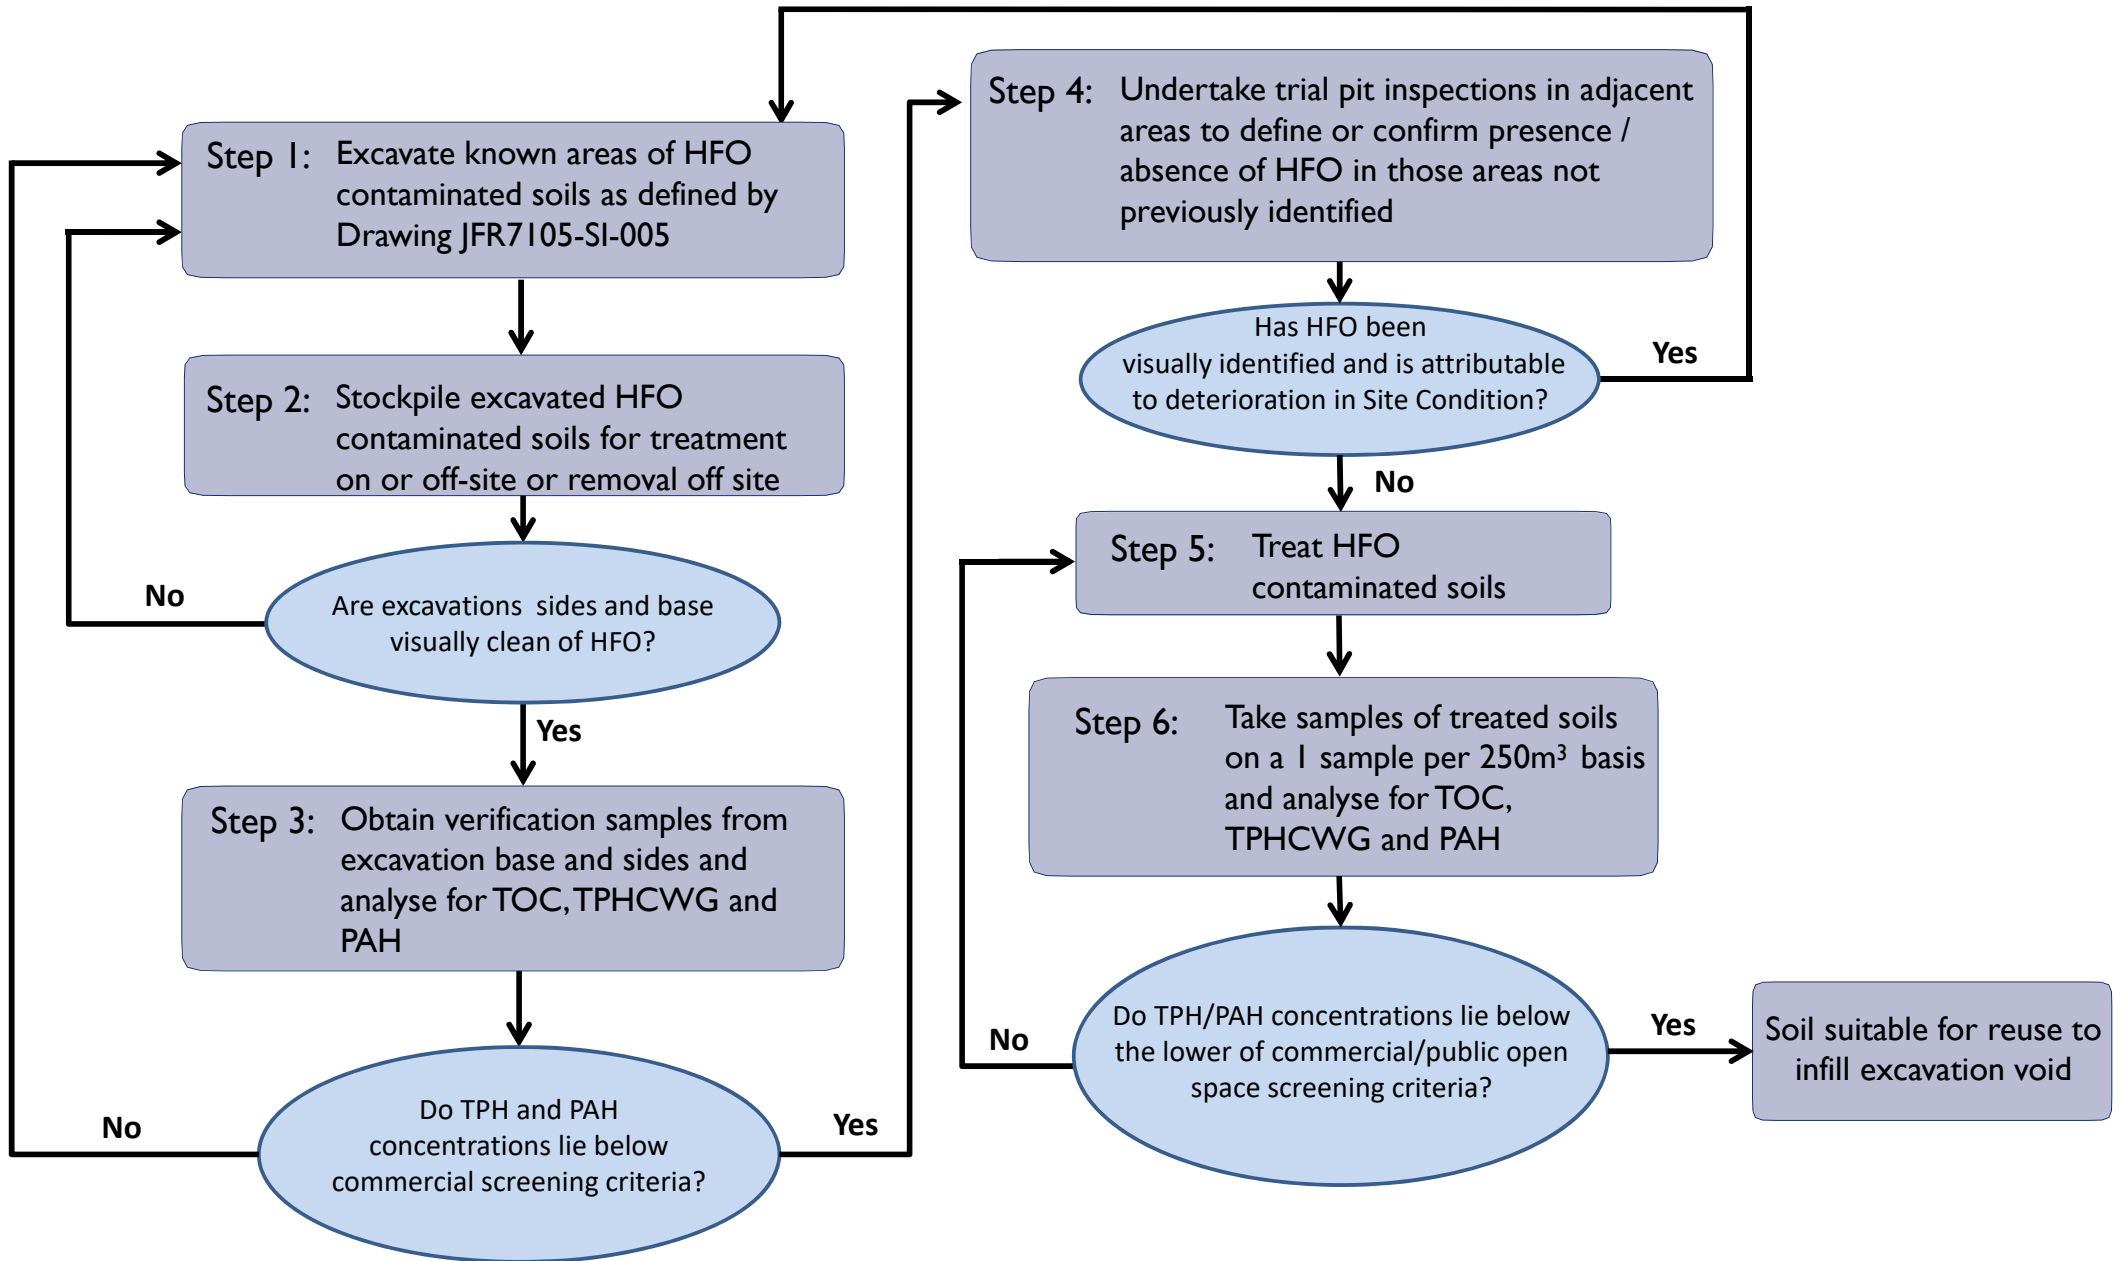 Step 1: Excavate known areas of HFO
contaminated soils as defined by
Drawing JFR7105-SI-005
Step 2: Stockpile excavated HFO
contaminated soils for treatment
on or off-site or removal off site
Are excavations sides and base
visually clean of HFO?
No
Yes
Step 3: Obtain verification samples from
excavation base and sides and
analyse for TOC, TPHCWG and
PAH
Do TPH and PAH
concentrations lie below
commercial screening criteria?
No
Yes
Step 4: Undertake trial pit inspections in adjacent
areas to define or confirm presence /
absence of HFO in those areas not
previously identified
Has HFO been
visually identified and is attributable
to deterioration in Site Condition?
Yes
No
Step 5: Treat HFO
contaminated soils
Step 6: Take samples of treated soils
on a 1 sample per 250m³ basis
and analyse for TOC,
TPHCWG and PAH
Do TPH/PAH concentrations lie below
the lower of commercial/public open
space screening criteria?
No
Yes
Soil suitable for reuse to
infill excavation void